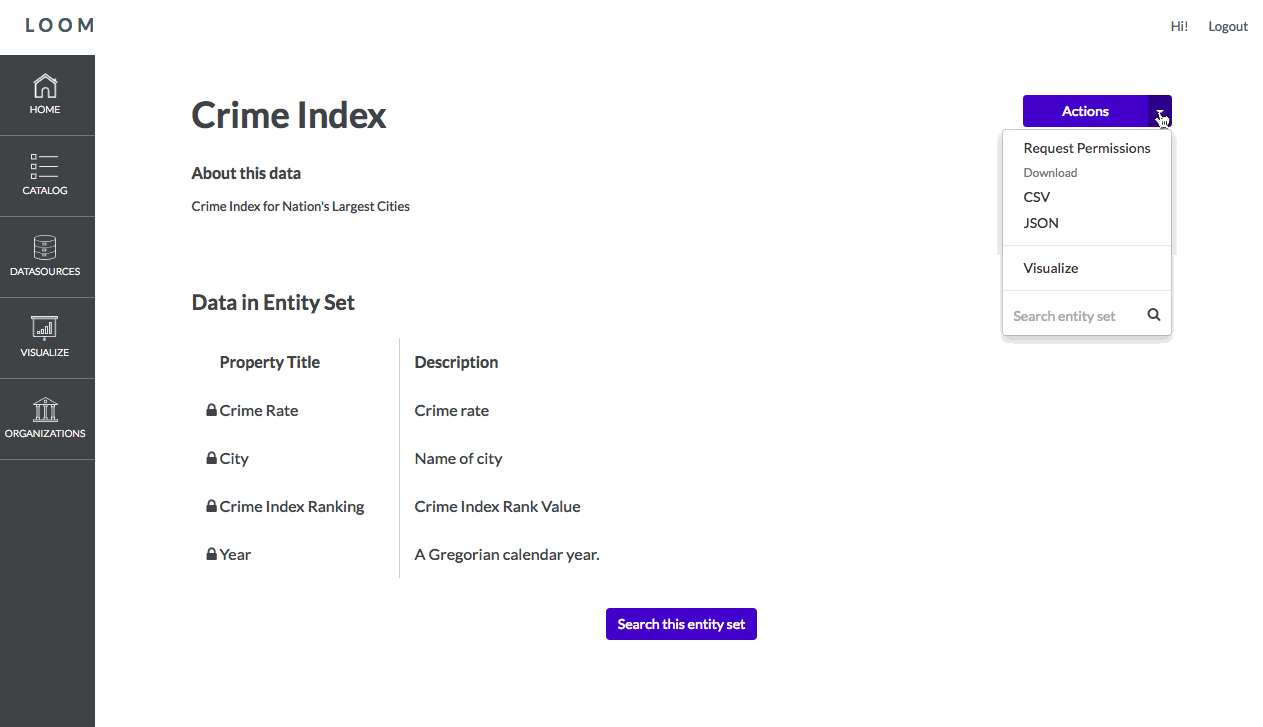 LOOM
Hi! Logout
HOME
CATALOG
DATASOURCES
VISUALIZE
ORGANIZATIONS
Crime Index
About this data
Crime Index for Nation's Largest Cities
Actions
Request Permissions
Download
CSV
JSON
Visualize
Search entity set
Data in Entity Set
Property Title Description
Crime Rate Crime rate
City Name of city
Crime Index Ranking Crime Index Rank Value
Year A Gregorian calendar year.
Search this entity set